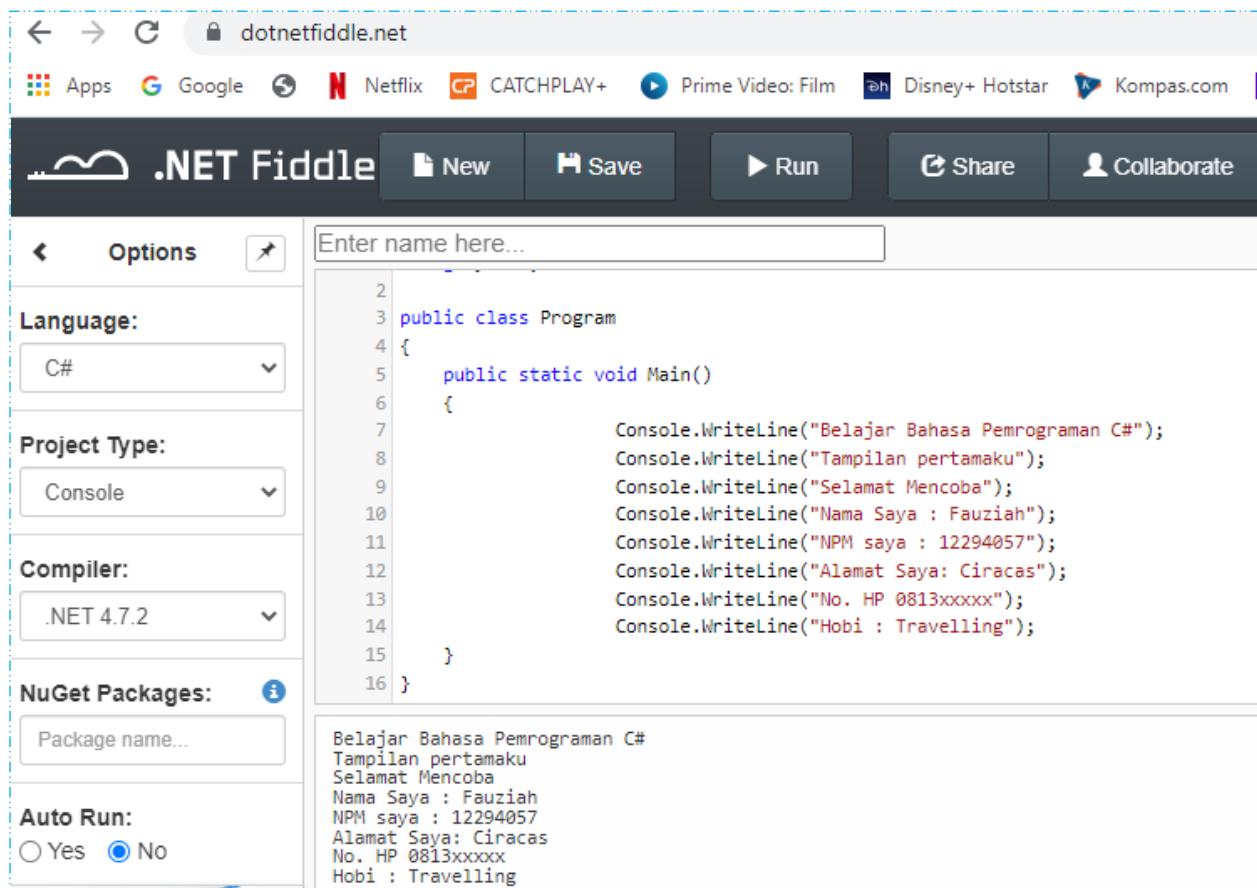 dotnetfiddle.net
Apps Google Netflix CATCHPLAY+ Prime Video: Film Disney+ Hotstar Kompas.com
.NET Fiddle New Save Run Share Collaborate
Options
Enter name here...
Language:
C#
Project Type:
Console
Compiler:
.NET 4.7.2
NuGet Packages:
Package name...
Auto Run:
Yes No
2
3 public class Program
4 {
5 public static void Main()
6 {
7 Console.WriteLine("Belajar Bahasa Pemrograman C#");
8 Console.WriteLine("Tampilan pertamaku");
9 Console.WriteLine("Selamat Mencoba");
10 Console.WriteLine("Nama Saya : Fauziah");
11 Console.WriteLine("NPM saya : 12294057");
12 Console.WriteLine("Alamat Saya: Ciracas");
13 Console.WriteLine("No. HP 0813xxxxx");
14 Console.WriteLine("Hobi : Travelling");
15 }
16 }
Belajar Bahasa Pemrograman C#
Tampilan pertamaku
Selamat Mencoba
Nama Saya : Fauziah
NPM saya : 12294057
Alamat Saya: Ciracas
No. HP 0813xxxxx
Hobi : Travelling